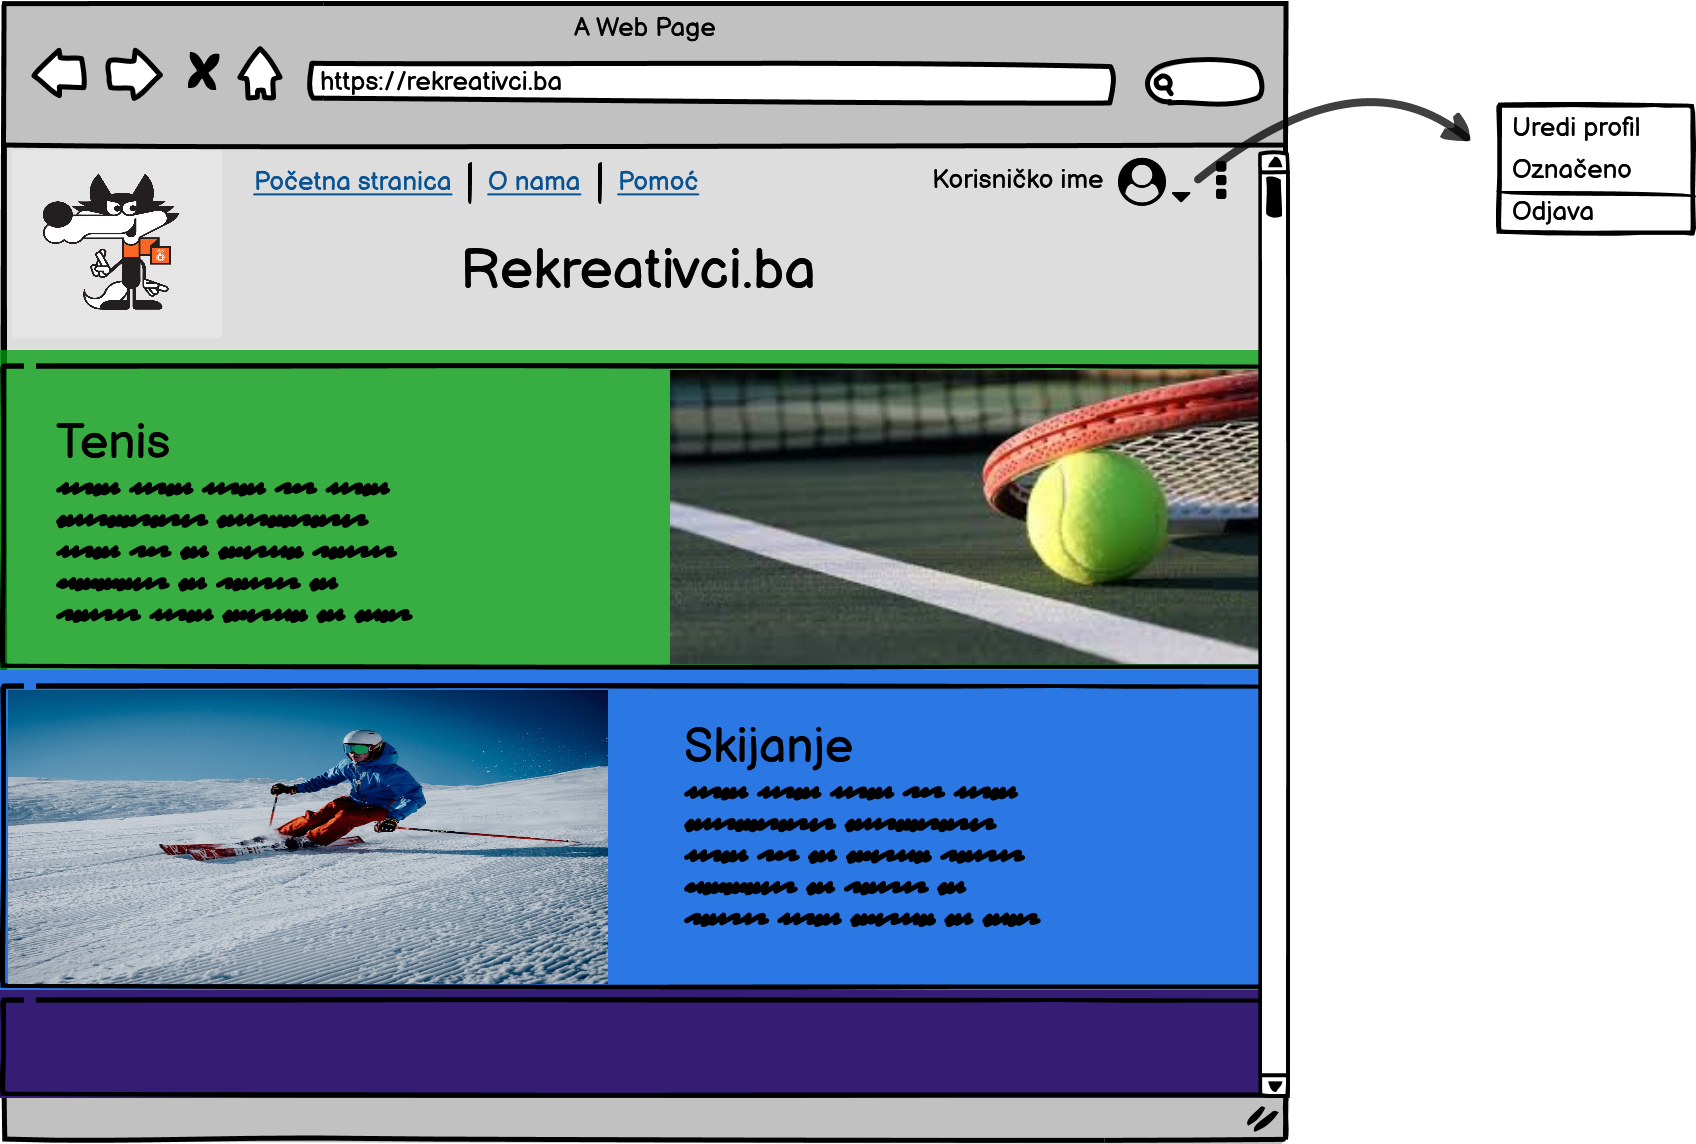 A Web Page
https://rekreativci.ba
Početna stranica
O nama
Pomoć
Korisničko ime
Rekreativci.ba
Uredi profil
Označeno
Odjava
Tenis
Skijanje